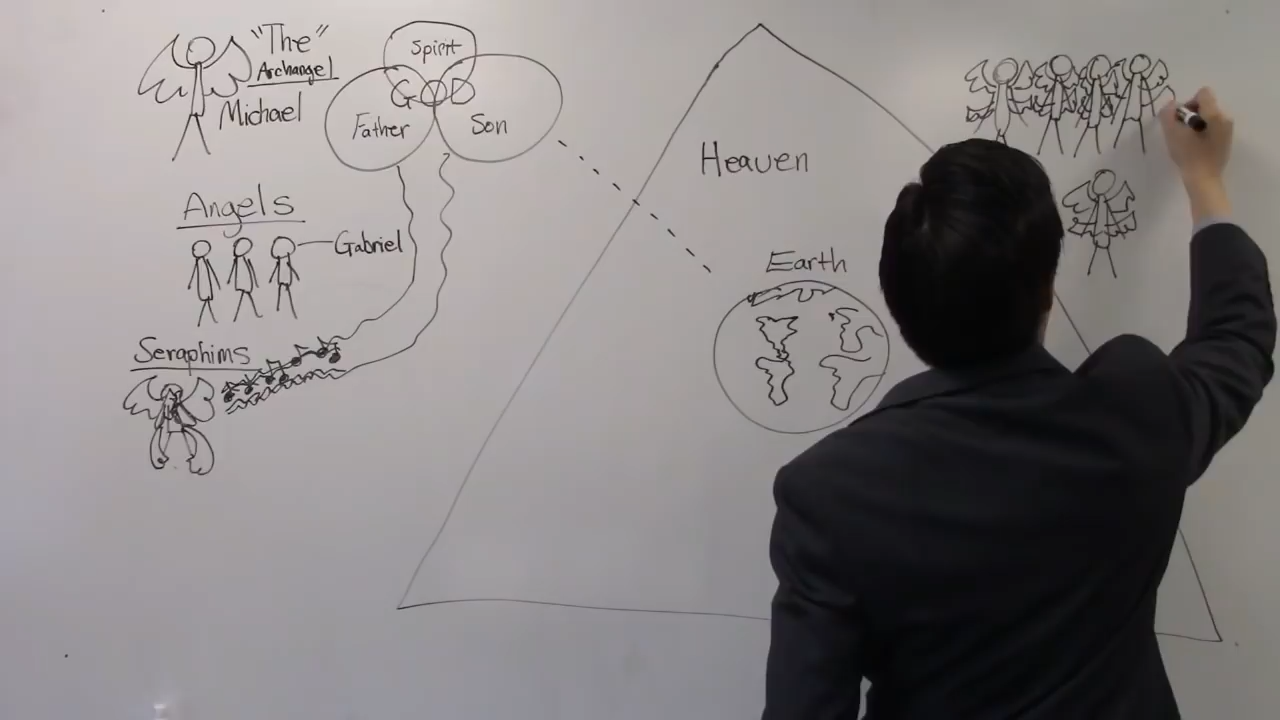 "The"
Archangel
Michael
Spirit
GOD
Father
Son
Angels
Gabriel
Seraphims
Heaven
Earth